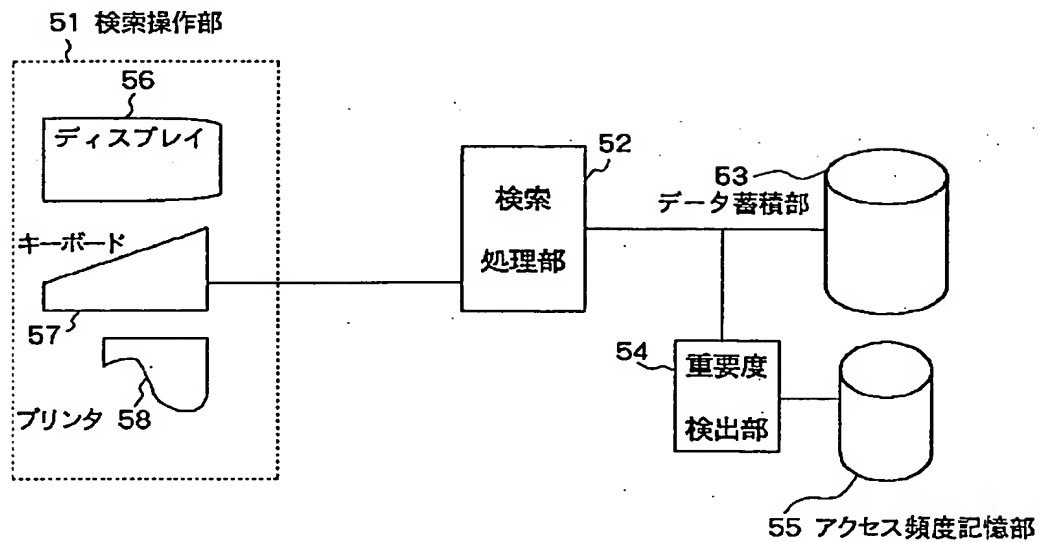 51 検索操作部
56
ディスプレイ
キーボード
57
プリンタ 58
検索
処理部
52
53
データ蓄積部
54
重要度
検出部
55 アクセス頻度記憶部